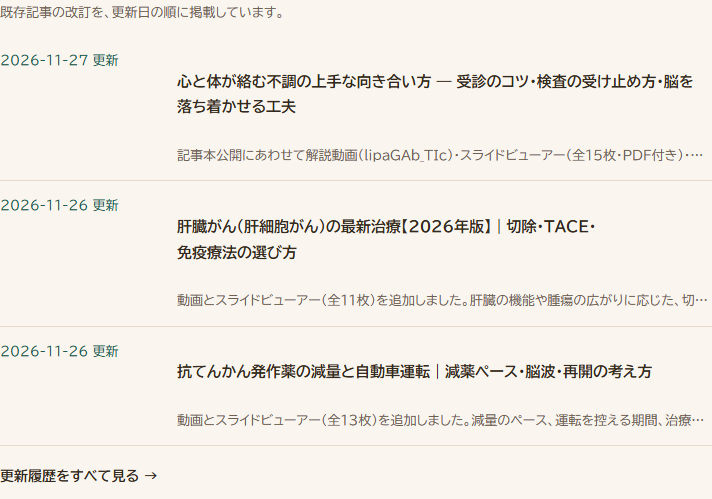 既存記事の改訂を、更新日の順に掲載しています。
2026-11-27 更新
心と体が絡む不調の上手な向き合い方 ― 受診のコツ・検査の受け止め方・脳を
落ち着かせる工夫
記事本公開にあわせて解説動画（lipaGAb_TIc）・スライドビューアー（全15枚・PDF付き）・…
2026-11-26 更新
肝臓がん（肝細胞がん）の最新治療【2026年版】｜切除・TACE・
免疫療法の選び方
動画とスライドビューアー（全11枚）を追加しました。肝臓の機能や腫瘍の広がりに応じた、切…
2026-11-26 更新
抗てんかん発作薬の減量と自動車運転｜減薬ペース・脳波・再開の考え方
動画とスライドビューアー（全13枚）を追加しました。減量のペース、運転を控える期間、治療…
更新履歴をすべて見る →